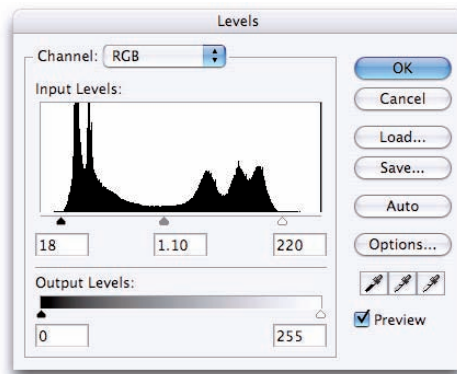 Levels
Channel: RGB
Input Levels:
18 1.10 220
Output Levels:
0 255
OK
Cancel
Load...
Save...
Auto
Options...
Preview